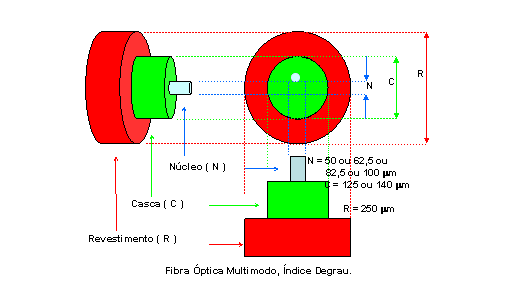 R
C
N
Núcleo ( N )
N = 50 ou 62,5 ou
82,5 ou 100 µm
C = 125 ou 140 µm
Casca ( C )
R = 250 µm
Revestimento ( R )
Fibra Óptica Multimodo, Índice Degrau.